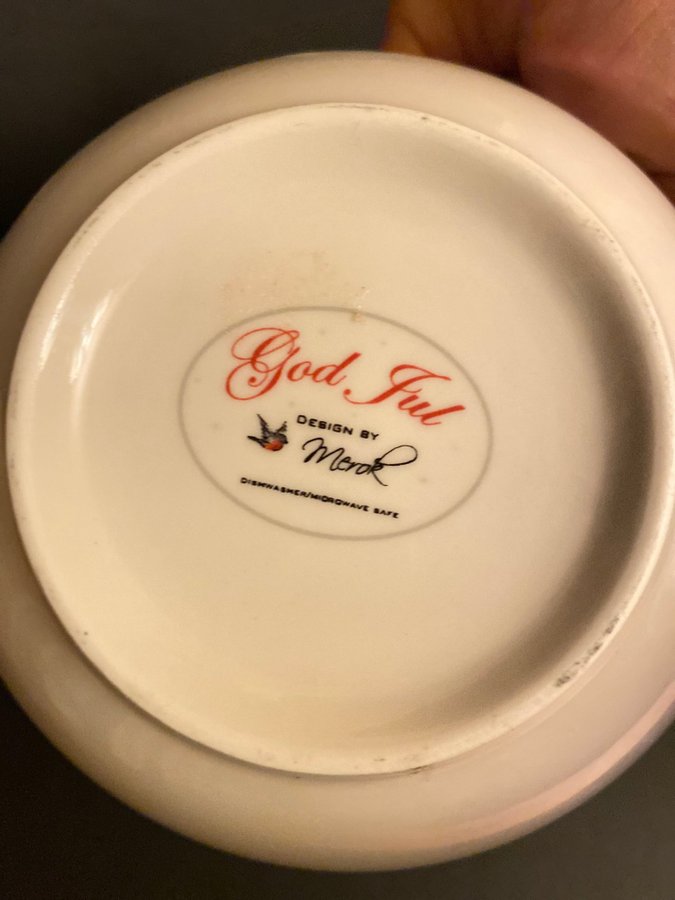 God Jul
DESIGN BY
Merok
DISHWASHER/MICROWAVE SAFE